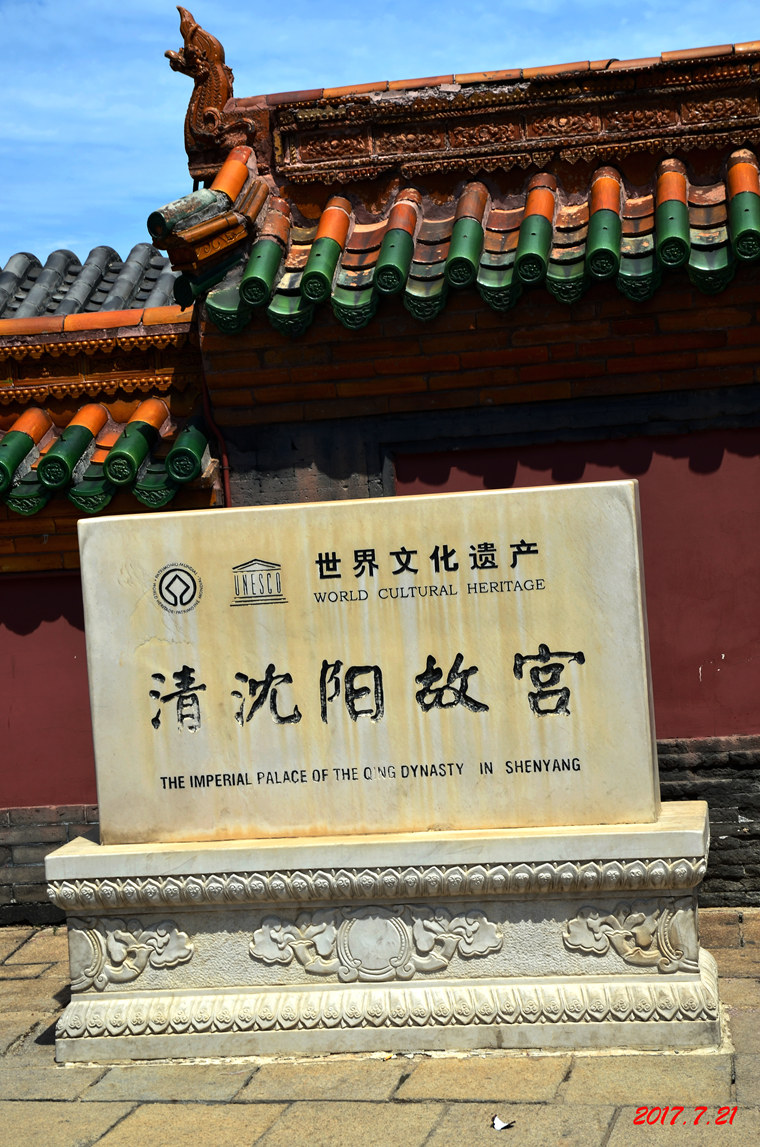 世界文化遗产
UNESCO
WORLD CULTURAL HERITAGE
清沈阳故宫
THE IMPERIAL PALACE OF THE QING DYNASTY IN SHENYANG
2017.7.21